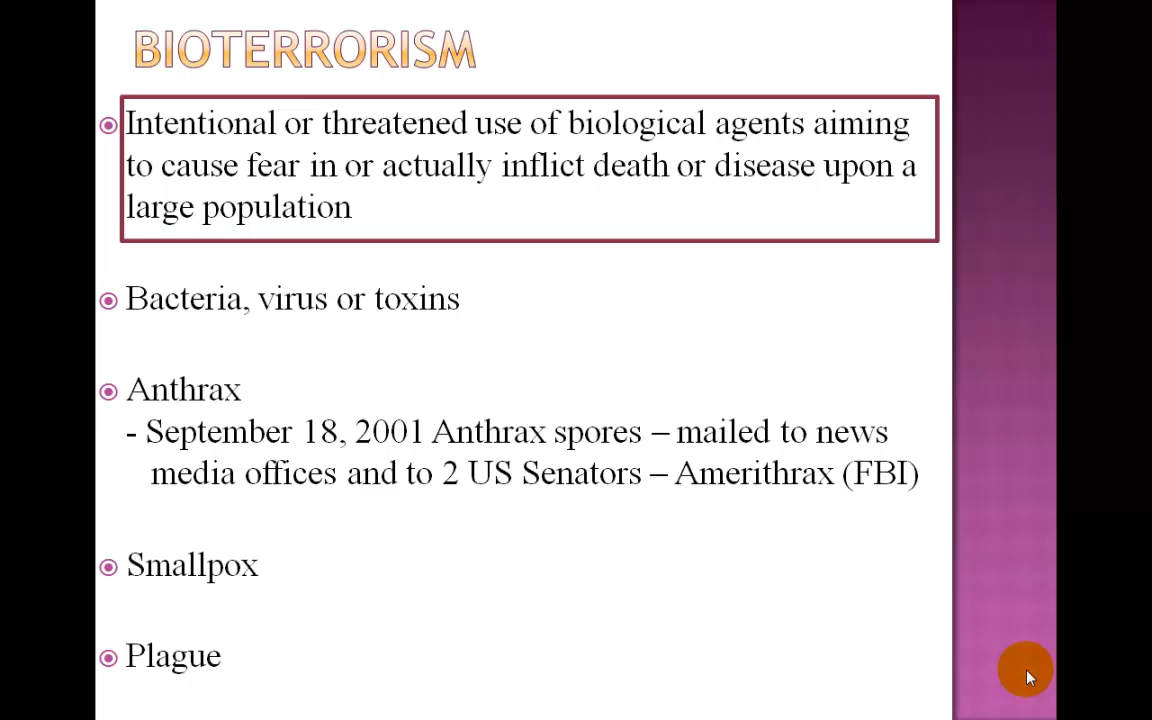 BIOTERRORISM
Intentional or threatened use of biological agents aiming
to cause fear in or actually inflict death or disease upon a
large population
Bacteria, virus or toxins
Anthrax
- September 18, 2001 Anthrax spores – mailed to news
media offices and to 2 US Senators – Amerithrax (FBI)
Smallpox
Plague